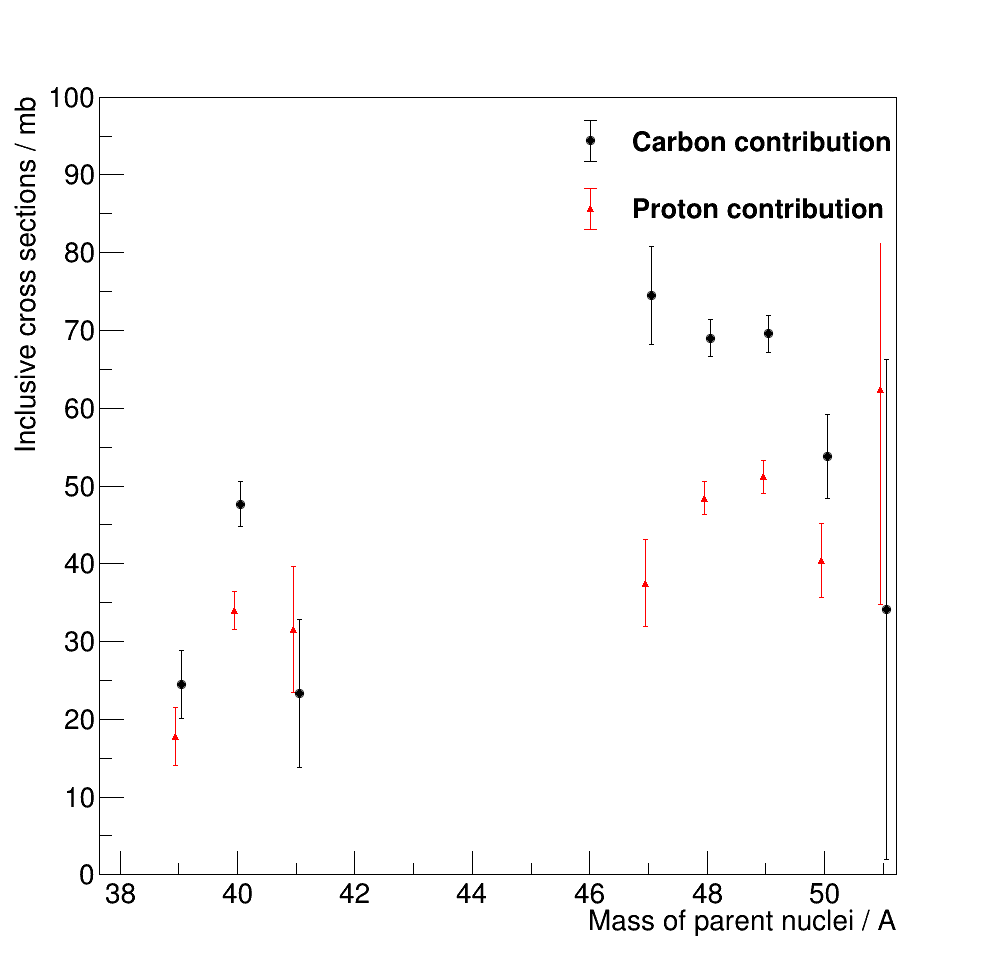 Inclusive cross sections / mb
100
90
80
70
60
50
40
30
20
10
0
Carbon contribution
Proton contribution
38 40 42 44 46 48 50
Mass of parent nuclei / A